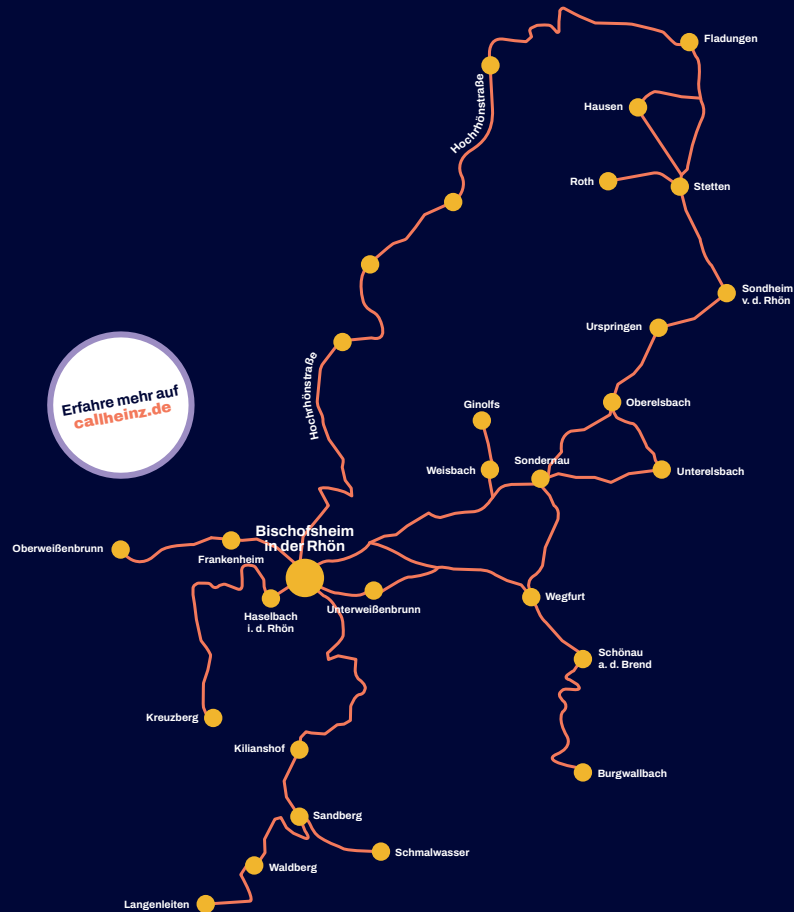 Fladungen
Hochrhönstraße
Hausen
Roth
Stetten
Sondheim
v. d. Rhön
Urspringen
Hochrhönstraße
Erfahre mehr auf
callheinz.de
Ginolfs
Oberelsbach
Sondernau
Weisbach
Unterelsbach
Bischofsheim
in der Rhön
Oberweißenbrunn
Frankenheim
Haselbach
i. d. Rhön
Unterweißenbrunn
Wegfurt
Schönau
a. d. Brend
Kreuzberg
Kilianshof
Burgwallbach
Sandberg
Schmalwasser
Waldberg
Langenleiten